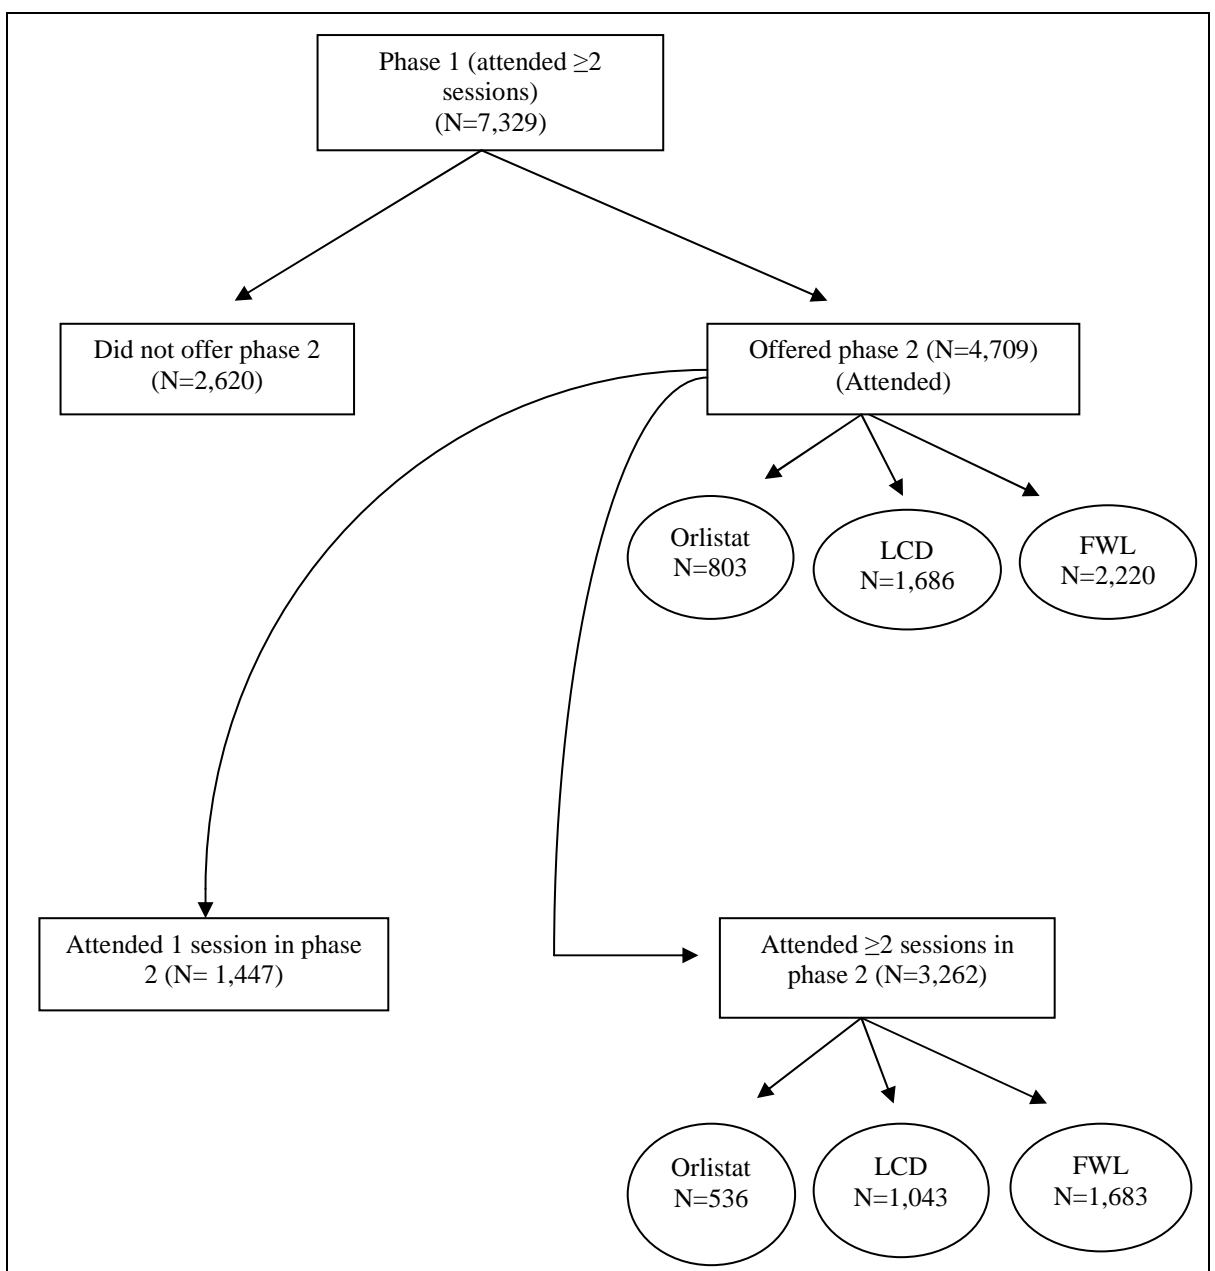 Phase 1 (attended ≥2
sessions)
(N=7,329)
Did not offer phase 2
(N=2,620)
Offered phase 2 (N=4,709)
(Attended)
Orlistat
N=803
LCD
N=1,686
FWL
N=2,220
Attended 1 session in phase
2 (N= 1,447)
Attended ≥2 sessions in
phase 2 (N=3,262)
Orlistat
N=536
LCD
N=1,043
FWL
N=1,683